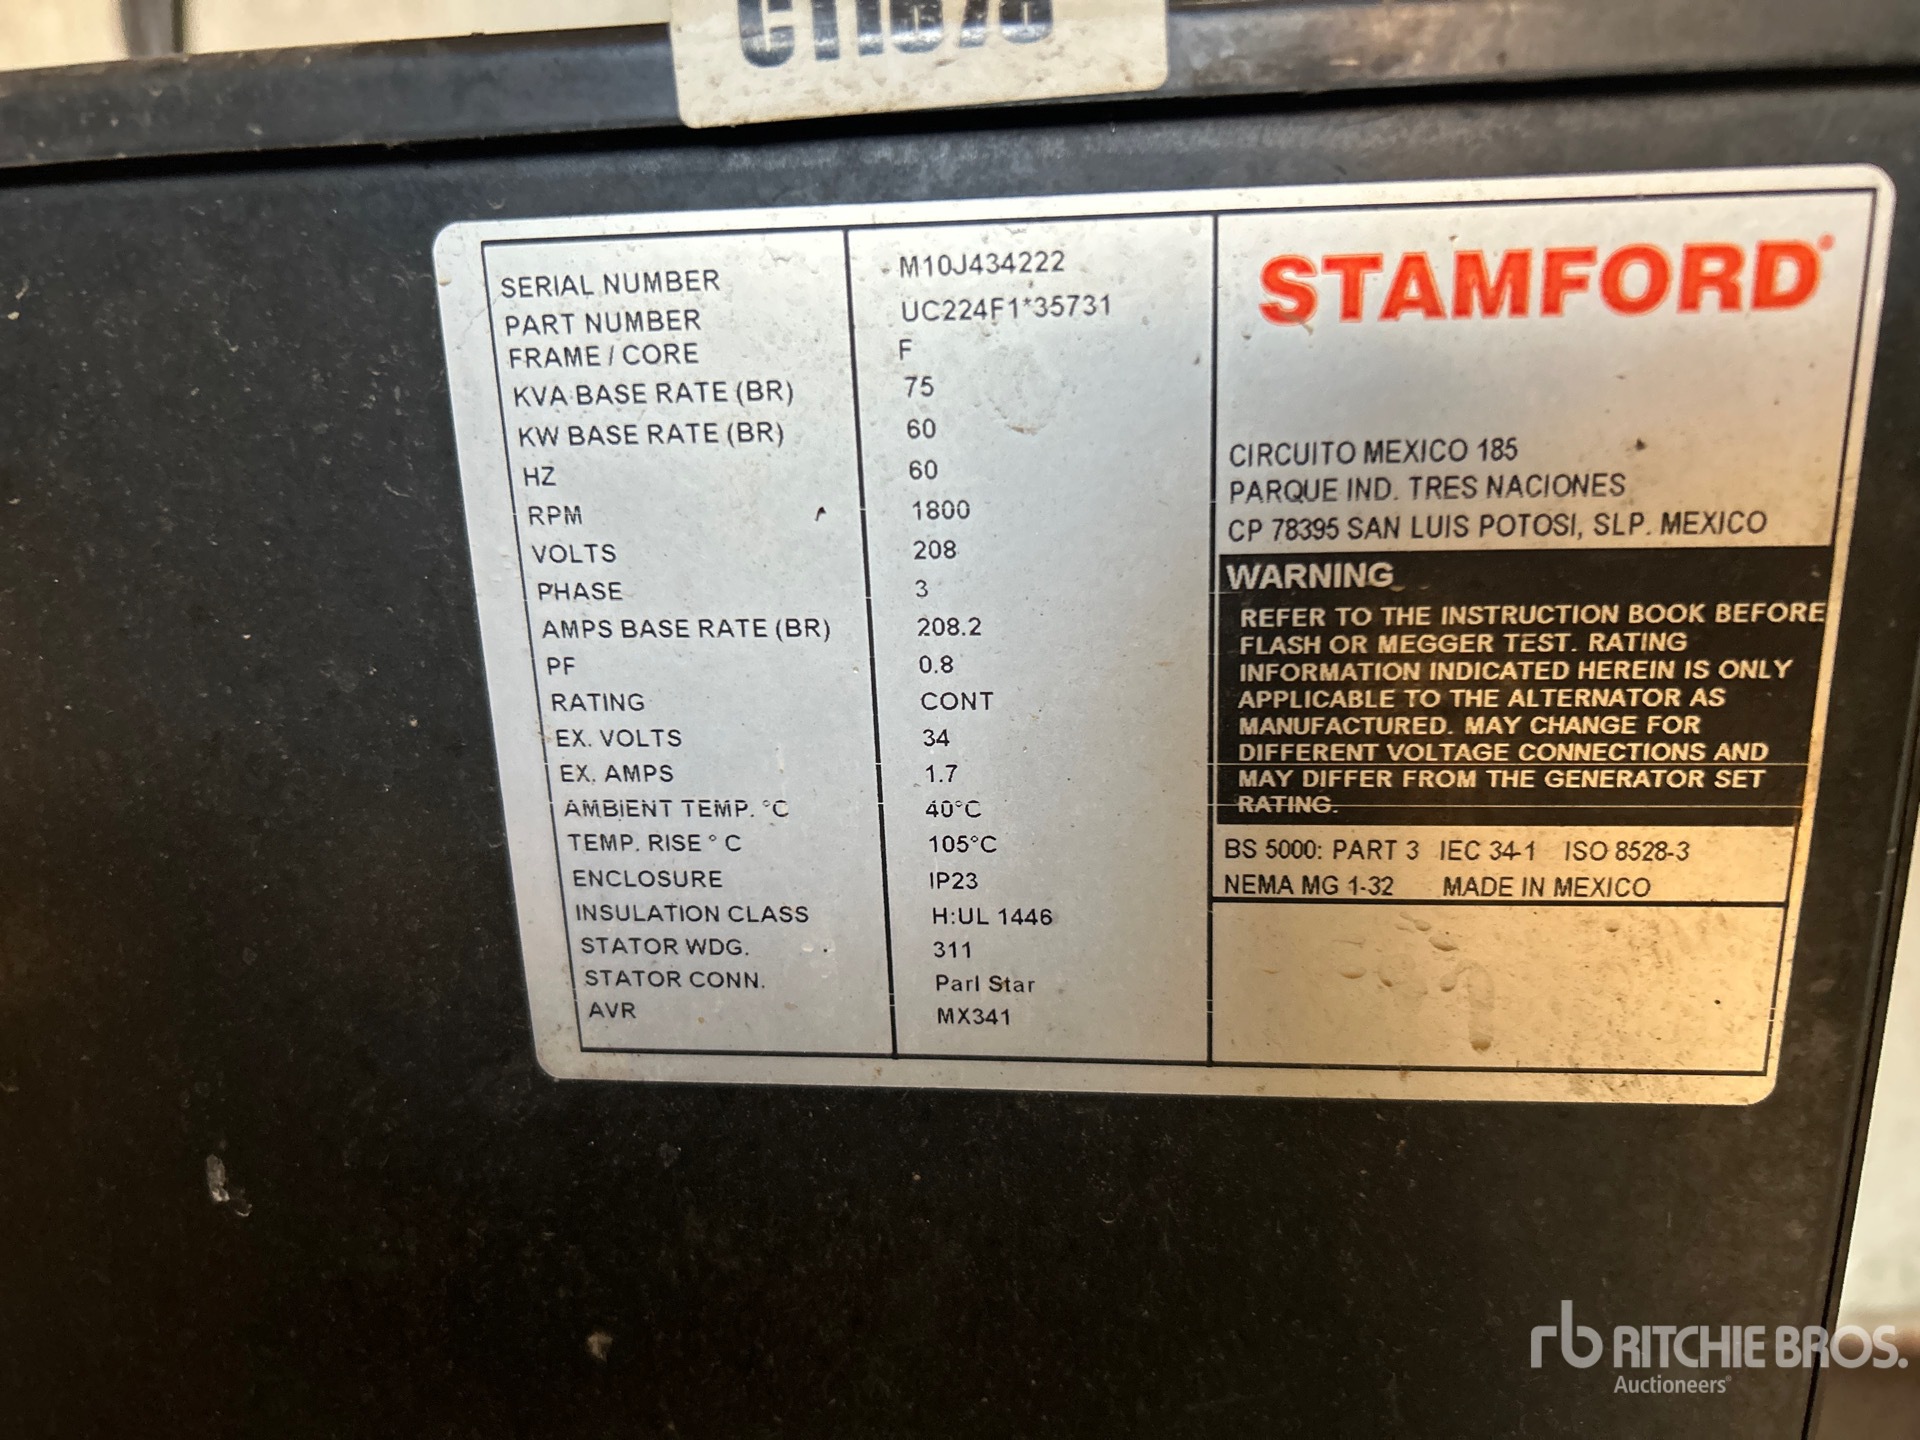 SERIAL NUMBER M10J434222
PART NUMBER UC224F1*35731
FRAME / CORE F
KVA BASE RATE (BR) 75
KW BASE RATE (BR) 60
HZ 60
RPM 1800
VOLTS 208
PHASE 3
AMPS BASE RATE (BR) 208.2
PF 0.8
RATING CONT
EX. VOLTS 34
EX. AMPS 1.7
AMBIENT TEMP. °C 40°C
TEMP. RISE °C 105°C
ENCLOSURE IP23
INSULATION CLASS H:UL 1446
STATOR WDG. 311
STATOR CONN. Parl Star
AVR MX341
STAMFORD®
CIRCUITO MEXICO 185
PARQUE IND. TRES NACIONES
CP 78395 SAN LUIS POTOSI, SLP. MEXICO
WARNING
REFER TO THE INSTRUCTION BOOK BEFORE
FLASH OR MEGGER TEST. RATING
INFORMATION INDICATED HEREIN IS ONLY
APPLICABLE TO THE ALTERNATOR AS
MANUFACTURED. MAY CHANGE FOR
DIFFERENT VOLTAGE CONNECTIONS AND
MAY DIFFER FROM THE GENERATOR SET
RATING.
BS 5000: PART 3 IEC 34-1 ISO 8528-3
NEMA MG 1-32 MADE IN MEXICO
rb RITCHIE BROS.
Auctioneers